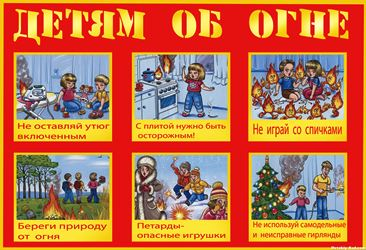 ДЕТЯМ ОБ ОГНЕ
Не оставляй утюг
включенным
С плитой нужно быть
осторожным!
Не играй со спичками
Береги природу
от огня
Петарды-
опасные игрушки
Не используй самодельные
и неисправные гирлянды